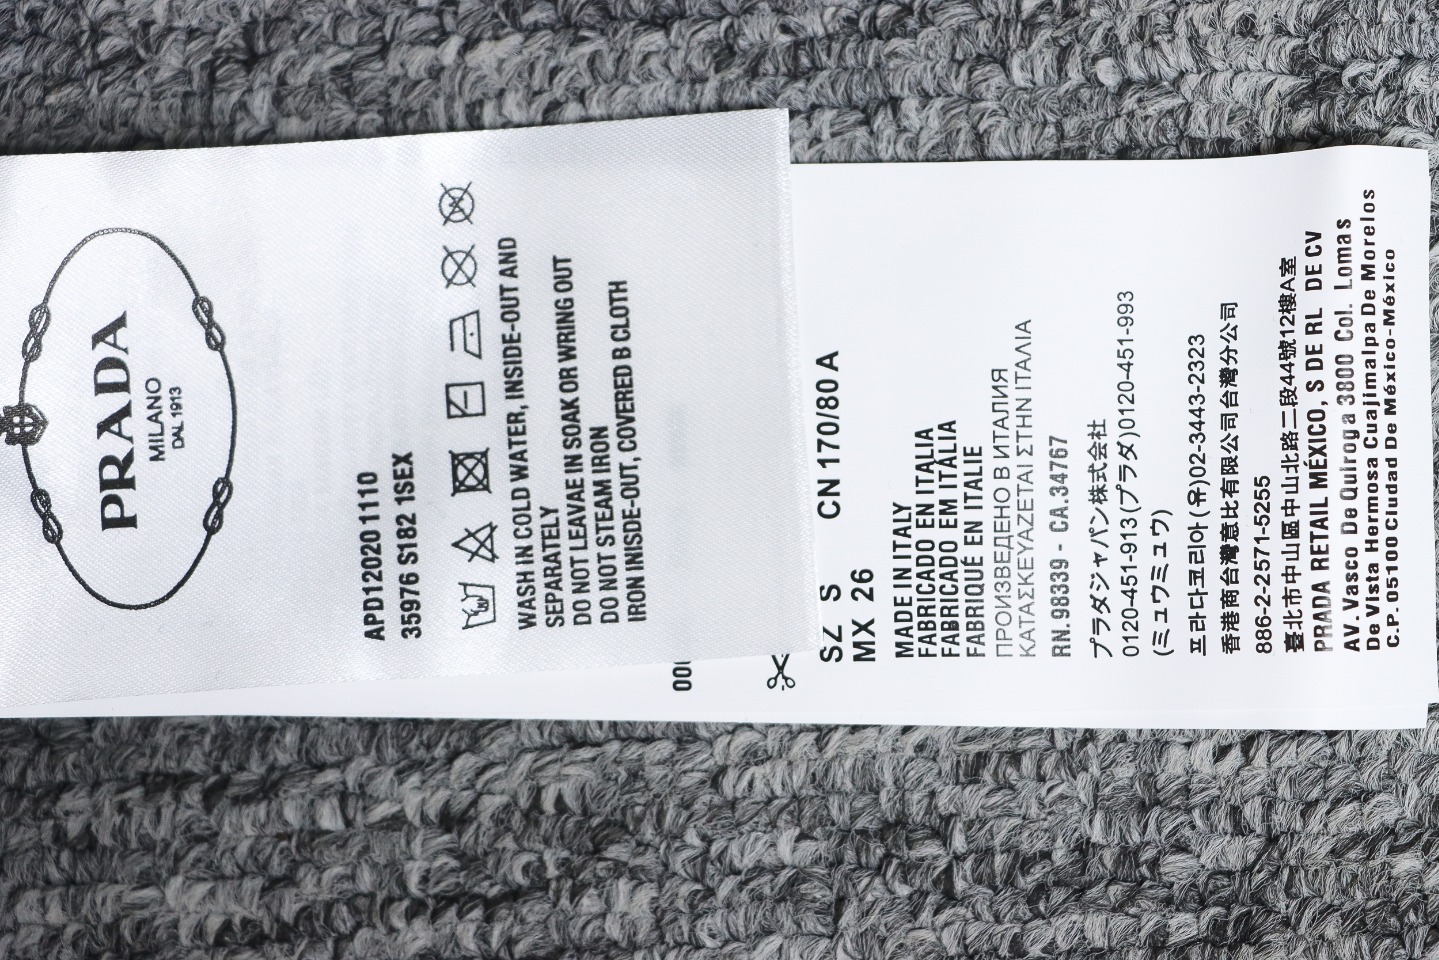 PRADA
MILANO
DAL 1913
APD12020 1110
35976 S182 1SEX
WASH IN COLD WATER, INSIDE-OUT AND
SEPARATELY
DO NOT LEAVAE IN SOAK OR WRING OUT
DO NOT STEAM IRON
IRON INISDE-OUT, COVERED B CLOTH
SZ S CN 170/80 A
MX 26
MADE IN ITALY
FABRICADO EN ITALIA
FABRICADO EM ITÁLIA
FABRIQUÉ EN ITALIE
ПРОИЗВЕДЕНО В ИТАЛИЯ
ΚΑΤΑΣΚΕΥΑΖΕΤΑΙ ΣΤΗΝ ΙΤΑΛΙΑ
RN.98339 - CA.34767
プラダジャパン株式会社
0120-451-913(プラダ)0120-451-993
(ミュウミュウ)
프라다코리아(유)02-3443-2323
香港商台灣意比有限公司台灣分公司
886-2-2571-5255
臺北市中山區中山北路二段44號12樓A室
PRADA RETAIL MÉXICO, S DE RL DE CV
AV. Vasco De Quiroga 3800 Col. Lomas
De Vista Hermosa Cuajimalpa De Morelos
C.P. 05100 Ciudad De México-México